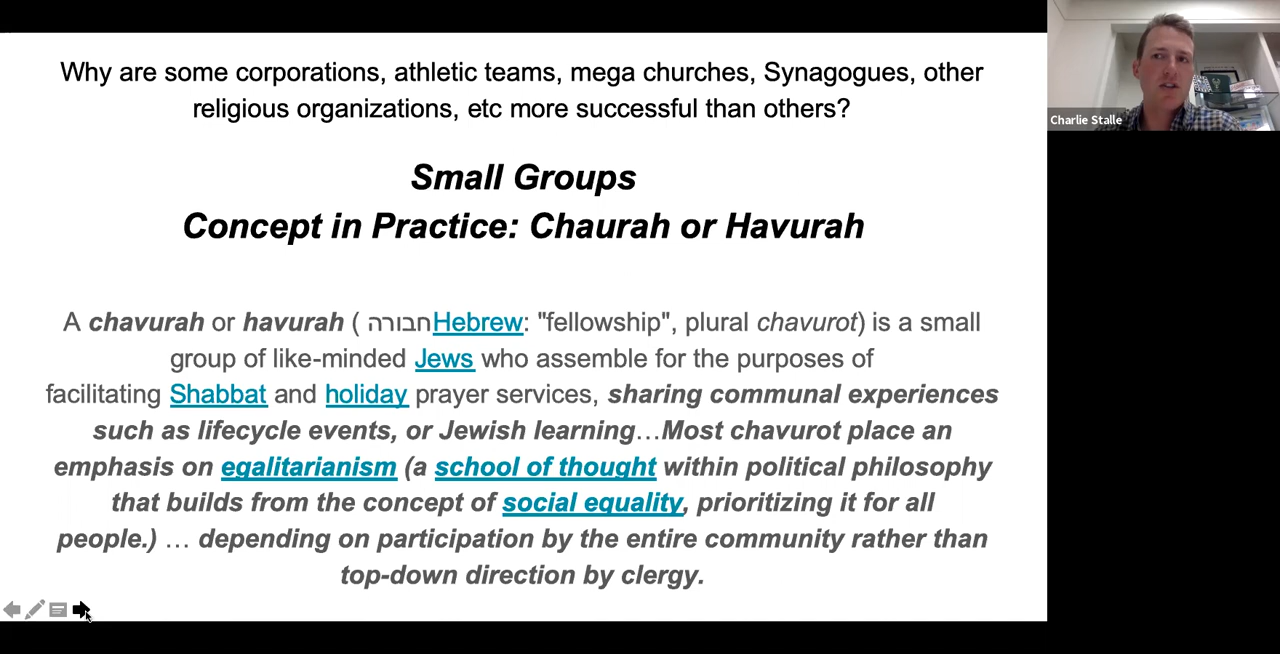 Why are some corporations, athletic teams, mega churches, Synagogues, other
religious organizations, etc more successful than others?
Small Groups
Concept in Practice: Chaurah or Havurah
A chavurah or havurah ( חבורהHebrew: "fellowship", plural chavurot) is a small
group of like-minded Jews who assemble for the purposes of
facilitating Shabbat and holiday prayer services, sharing communal experiences
such as lifecycle events, or Jewish learning…Most chavurot place an
emphasis on egalitarianism (a school of thought within political philosophy
that builds from the concept of social equality, prioritizing it for all
people.) … depending on participation by the entire community rather than
top-down direction by clergy.
Charlie Stalle